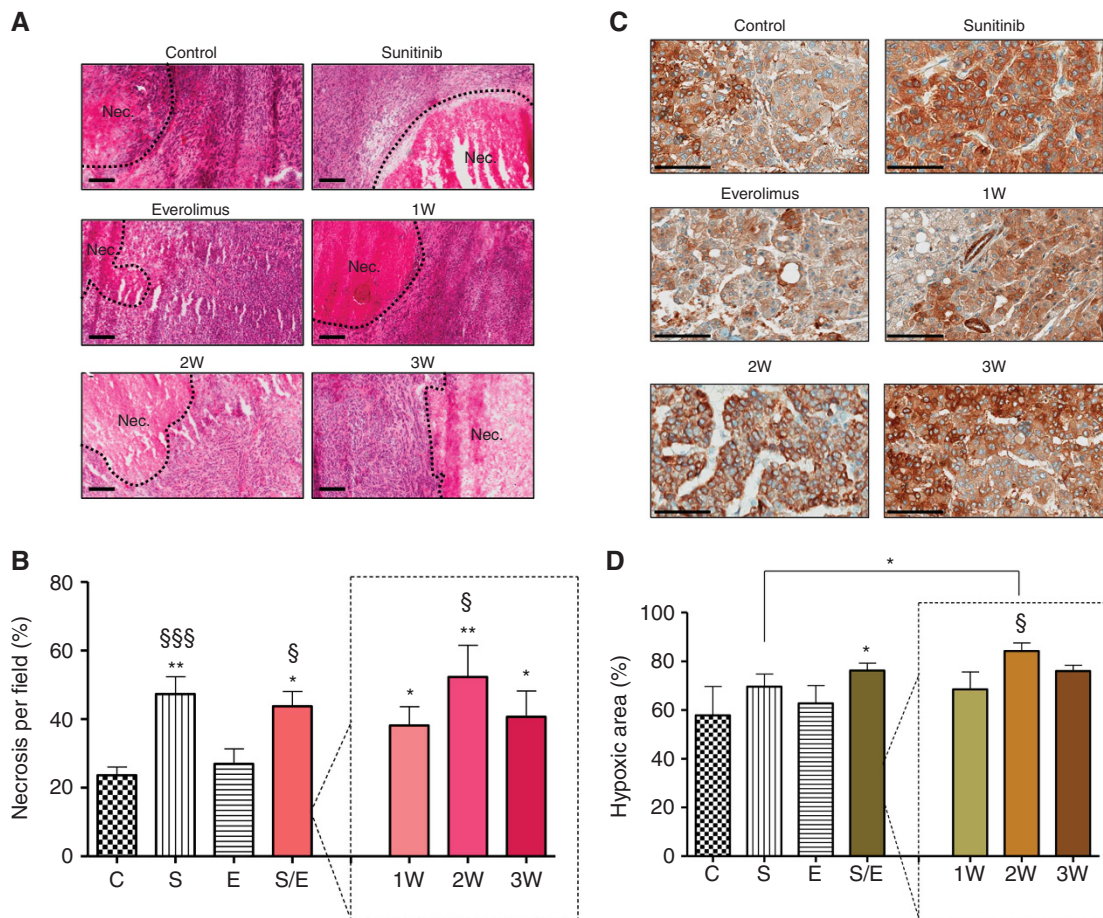 A
Control
Sunitinib
Nec.
Nec.
Everolimus
1W
Nec.
Nec.
2W
3W
Nec.
Nec.
B
Necrosis per field (%)
80
60
40
20
0
§§§
**
§
*
*
§
**
*
C
S
E
S/E
1W
2W
3W
C
Control
Sunitinib
Everolimus
1W
2W
3W
D
Hypoxic area (%)
100
80
60
40
20
0
*
*
§
C
S
E
S/E
1W
2W
3W